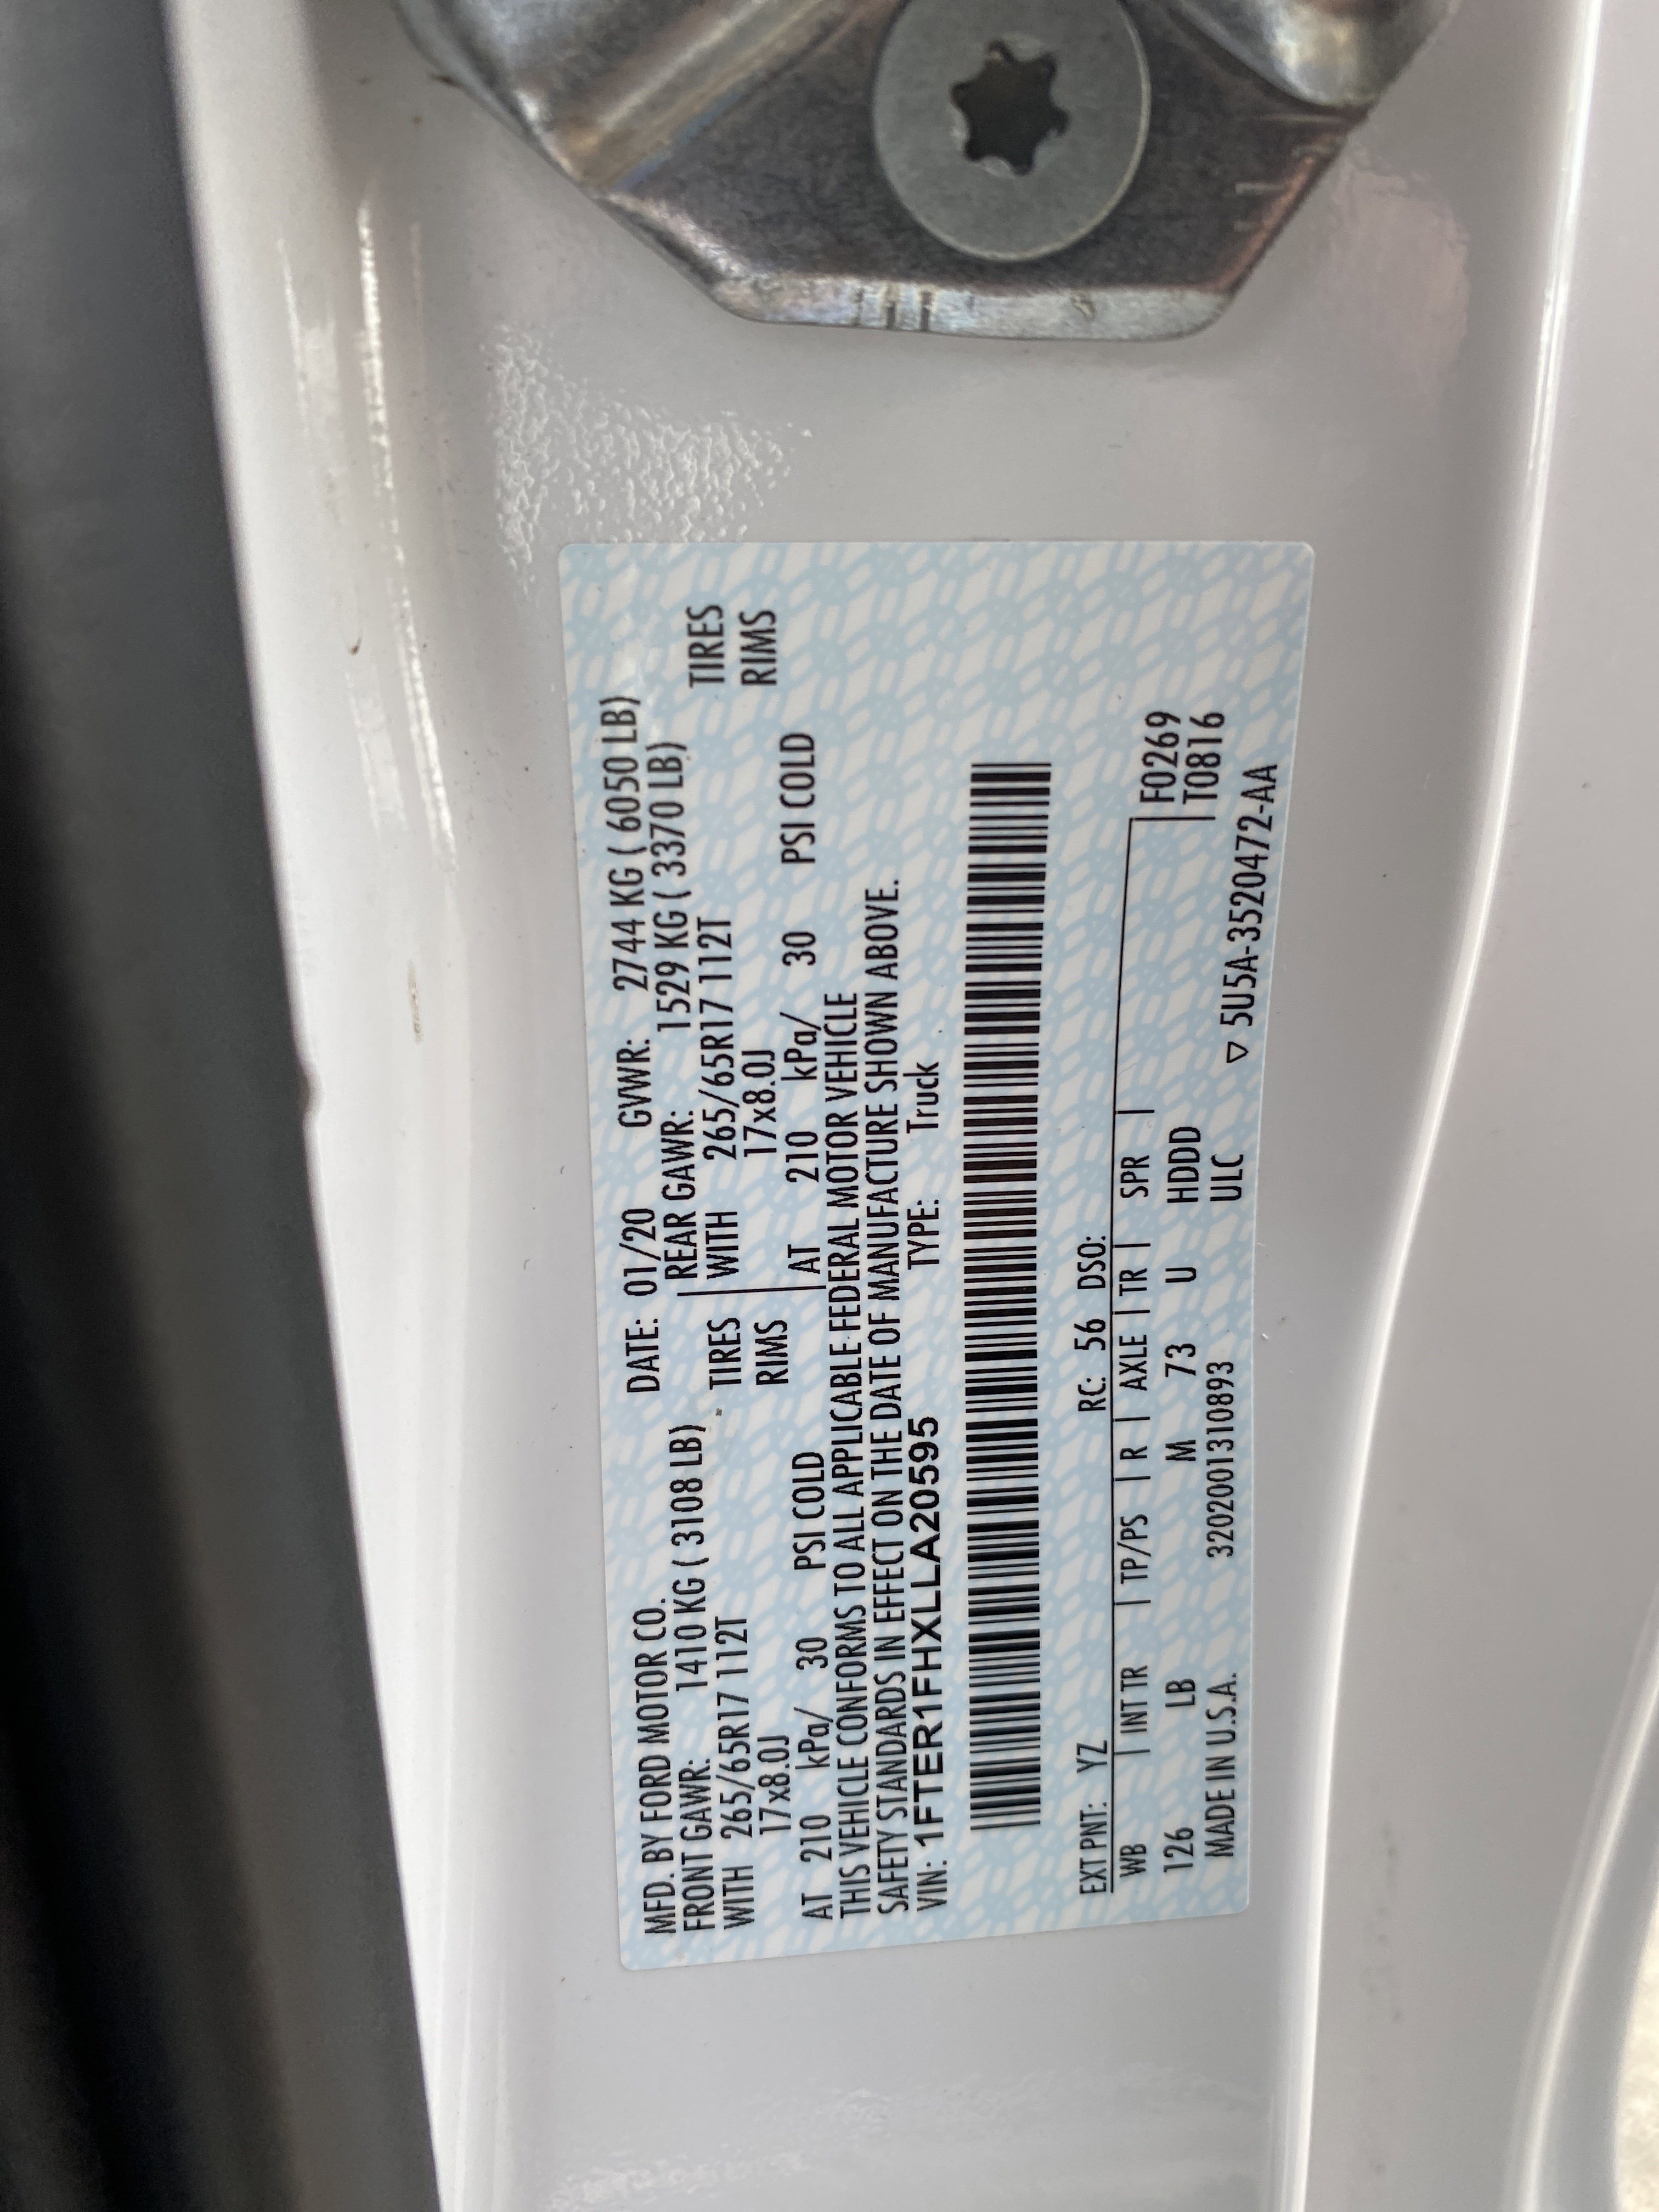 MFD. BY FORD MOTOR CO. DATE: 01/20 GVWR: 2744 KG ( 6050 LB)
FRONT GAWR: 1410 KG ( 3108 LB) REAR GAWR: 1529 KG ( 3370 LB)
WITH 265/65R17 112T TIRES WITH 265/65R17 112T TIRES
17x8.0J RIMS 17x8.0J RIMS
AT 210 kPa/ 30 PSI COLD AT 210 kPa/ 30 PSI COLD
THIS VEHICLE CONFORMS TO ALL APPLICABLE FEDERAL MOTOR VEHICLE
SAFETY STANDARDS IN EFFECT ON THE DATE OF MANUFACTURE SHOWN ABOVE.
VIN: 1FTER1FHXLLA20595 TYPE: Truck
EXT PNT: YZ RC: 56 DSO:
WB | INT TR | TP/PS | R | AXLE | TR | SPR | F0269
126 LB M 73 U HDDD T0816
MADE IN U.S.A. 3202001310893 ULC ▽ 5U5A-3520472-AA